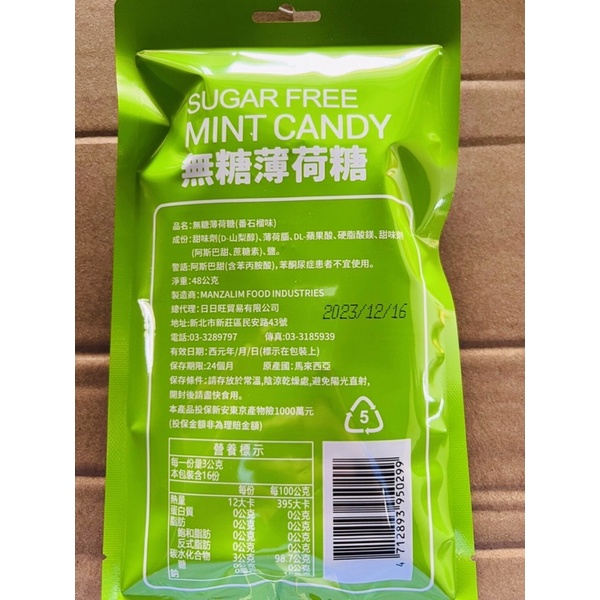 SUGAR FREE
MINT CANDY
無糖薄荷糖
品名:無糖薄荷糖(番石榴味)
成份:甜味劑(D-山梨醇)、薄荷腦、DL-蘋果酸、硬脂酸鎂、甜味劑
(阿斯巴甜、蔗糖素)、鹽。
警語:阿斯巴甜(含苯丙胺酸),苯酮尿症患者不宜使用。
淨重:48公克
製造商:MANZALIM FOOD INDUSTRIES
總代理:日日旺貿易有限公司
2023/12/16
地址:新北市新莊區民安路43號
電話:03-3289797 傳真:03-3185939
有效日期:西元年/月/日(標示在包裝上)
保存期限:24個月 原產國:馬來西亞
保存條件:請存放於常溫,陰涼乾燥處,避免陽光直射,
開封後請盡快食用。
本產品投保新安東京產物險1000萬元
(投保金額非為理賠金額)
5
營養標示
每一份量3公克
本包裝含16份
每份 每100公克
熱量 12大卡 395大卡
蛋白質 0公克 0公克
脂肪 0公克 0公克
飽和脂肪 0公克 0公克
反式脂肪 0公克 0公克
碳水化合物 3公克 98.7公克
糖
鈉
4 712893 950299